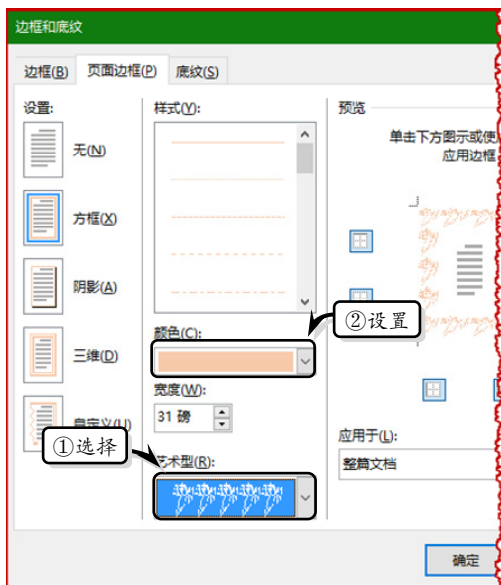 边框和底纹
边框(B) 页面边框(P) 底纹(S)
设置:
无(N)
方框(X)
阴影(A)
三维(D)
自定义(U)
样式(Y):
颜色(C):
②设置
宽度(W):
31 磅
①选择
艺术型(R):
预览
单击下方图示或使
应用边框
应用于(L):
整篇文档
确定